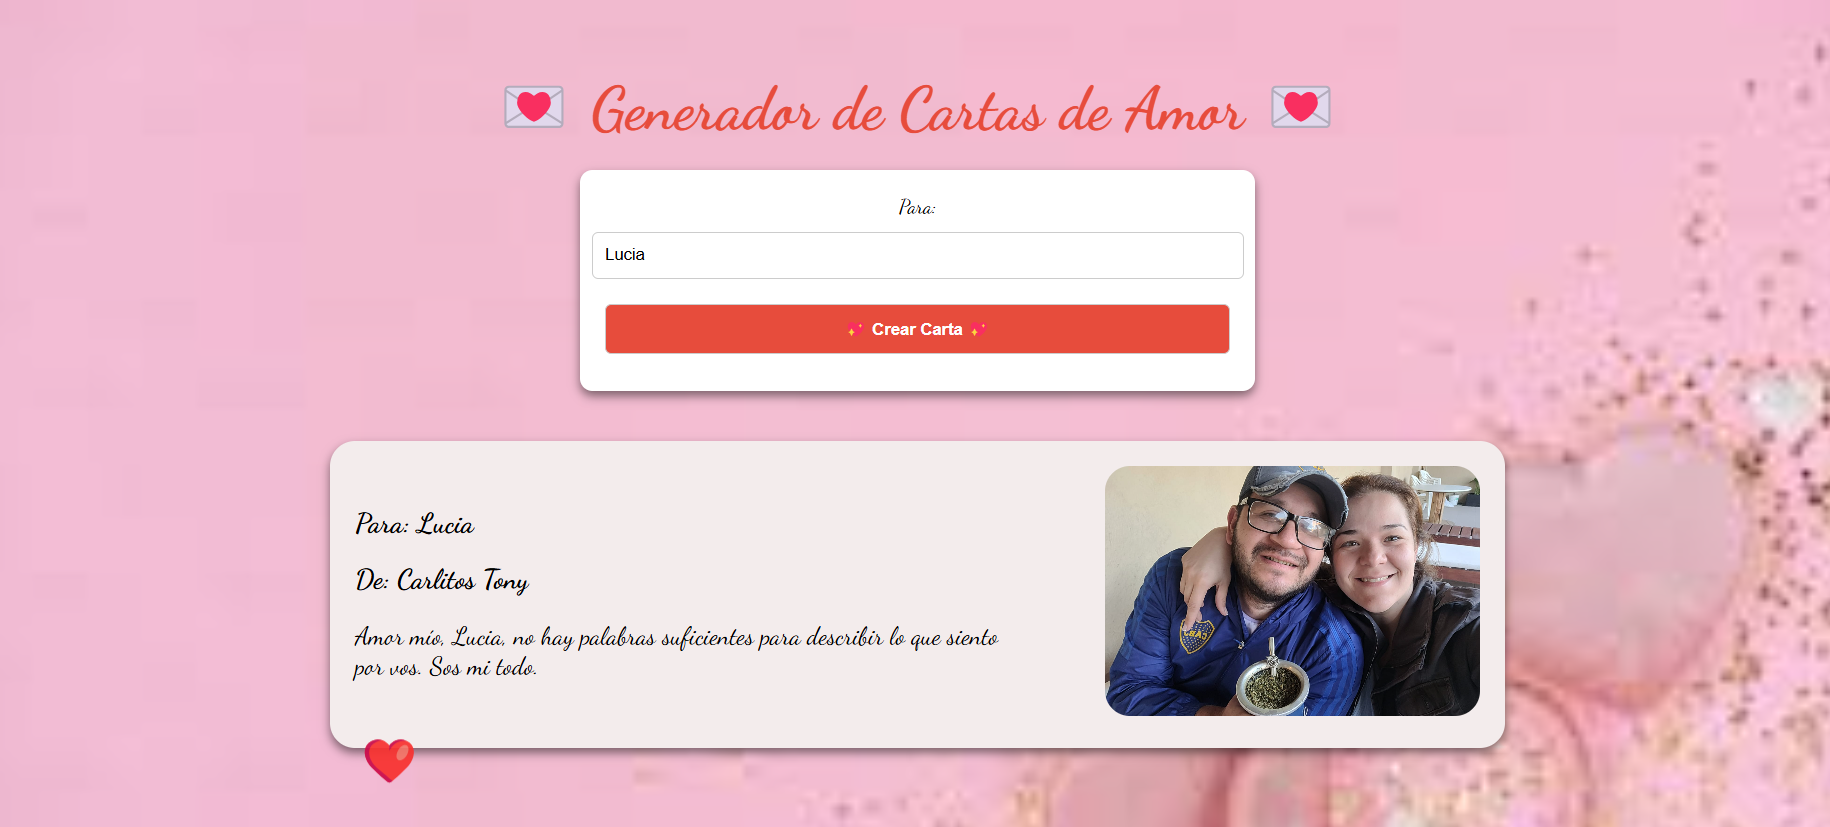 Generador de Cartas de Amor
Para:
Lucia
Crear Carta
Para: Lucia
De: Carlitos Tony
Amor mío, Lucia, no hay palabras suficientes para describir lo que siento
por vos. Sos mi todo.
CABJ